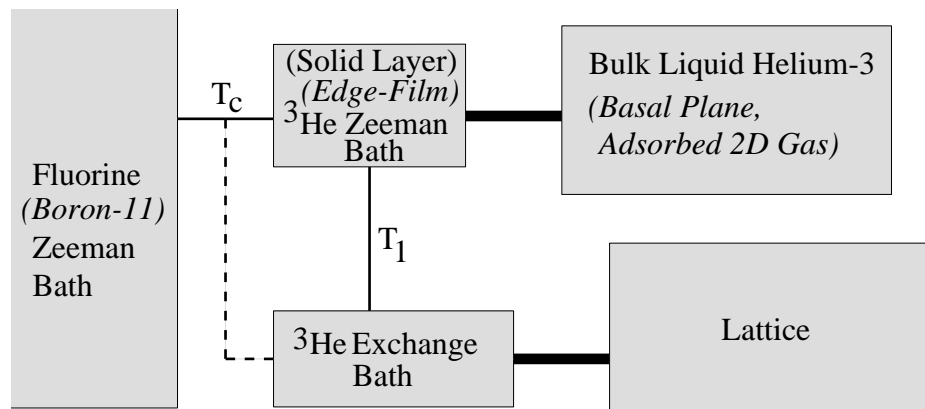 Fluorine
(Boron-11)
Zeeman
Bath
T_c
(Solid Layer)
(Edge-Film)
³He Zeeman
Bath
Bulk Liquid Helium-3
(Basal Plane,
Adsorbed 2D Gas)
T₁
³He Exchange
Bath
Lattice